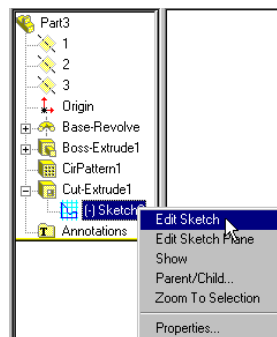 Part3
1
2
3
Origin
Base-Revolve
Boss-Extrude1
CirPattern1
Cut-Extrude1
(-) Sketch
Annotations
Edit Sketch
Edit Sketch Plane
Show
Parent/Child...
Zoom To Selection
Properties...